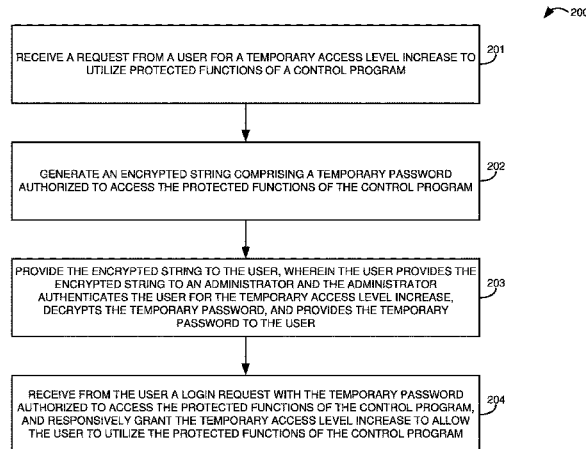 200
RECEIVE A REQUEST FROM A USER FOR A TEMPORARY ACCESS LEVEL INCREASE TO
UTILIZE PROTECTED FUNCTIONS OF A CONTROL PROGRAM
201
GENERATE AN ENCRYPTED STRING COMPRISING A TEMPORARY PASSWORD
AUTHORIZED TO ACCESS THE PROTECTED FUNCTIONS OF THE CONTROL PROGRAM
202
PROVIDE THE ENCRYPTED STRING TO THE USER, WHEREIN THE USER PROVIDES THE
ENCRYPTED STRING TO AN ADMINISTRATOR AND THE ADMINISTRATOR
AUTHENTICATES THE USER FOR THE TEMPORARY ACCESS LEVEL INCREASE,
DECRYPTS THE TEMPORARY PASSWORD, AND PROVIDES THE TEMPORARY
PASSWORD TO THE USER
203
RECEIVE FROM THE USER A LOGIN REQUEST WITH THE TEMPORARY PASSWORD
AUTHORIZED TO ACCESS THE PROTECTED FUNCTIONS OF THE CONTROL PROGRAM,
AND RESPONSIVELY GRANT THE TEMPORARY ACCESS LEVEL INCREASE TO ALLOW
THE USER TO UTILIZE THE PROTECTED FUNCTIONS OF THE CONTROL PROGRAM
204